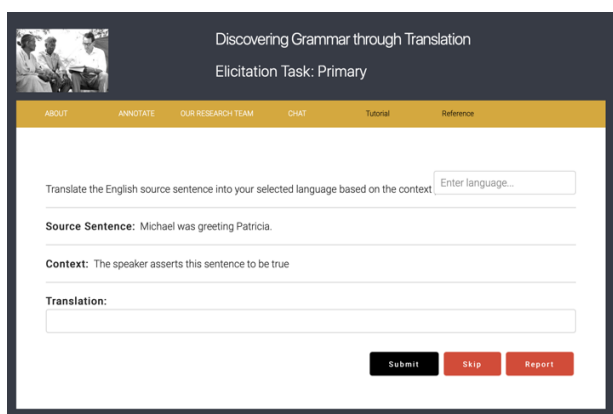 Discovering Grammar through Translation
Elicitation Task: Primary
ABOUT ANNOTATE OUR RESEARCH TEAM CHAT Tutorial Reference
Translate the English source sentence into your selected language based on the context Enter language...
Source Sentence: Michael was greeting Patricia.
Context: The speaker asserts this sentence to be true
Translation:
Submit Skip Report